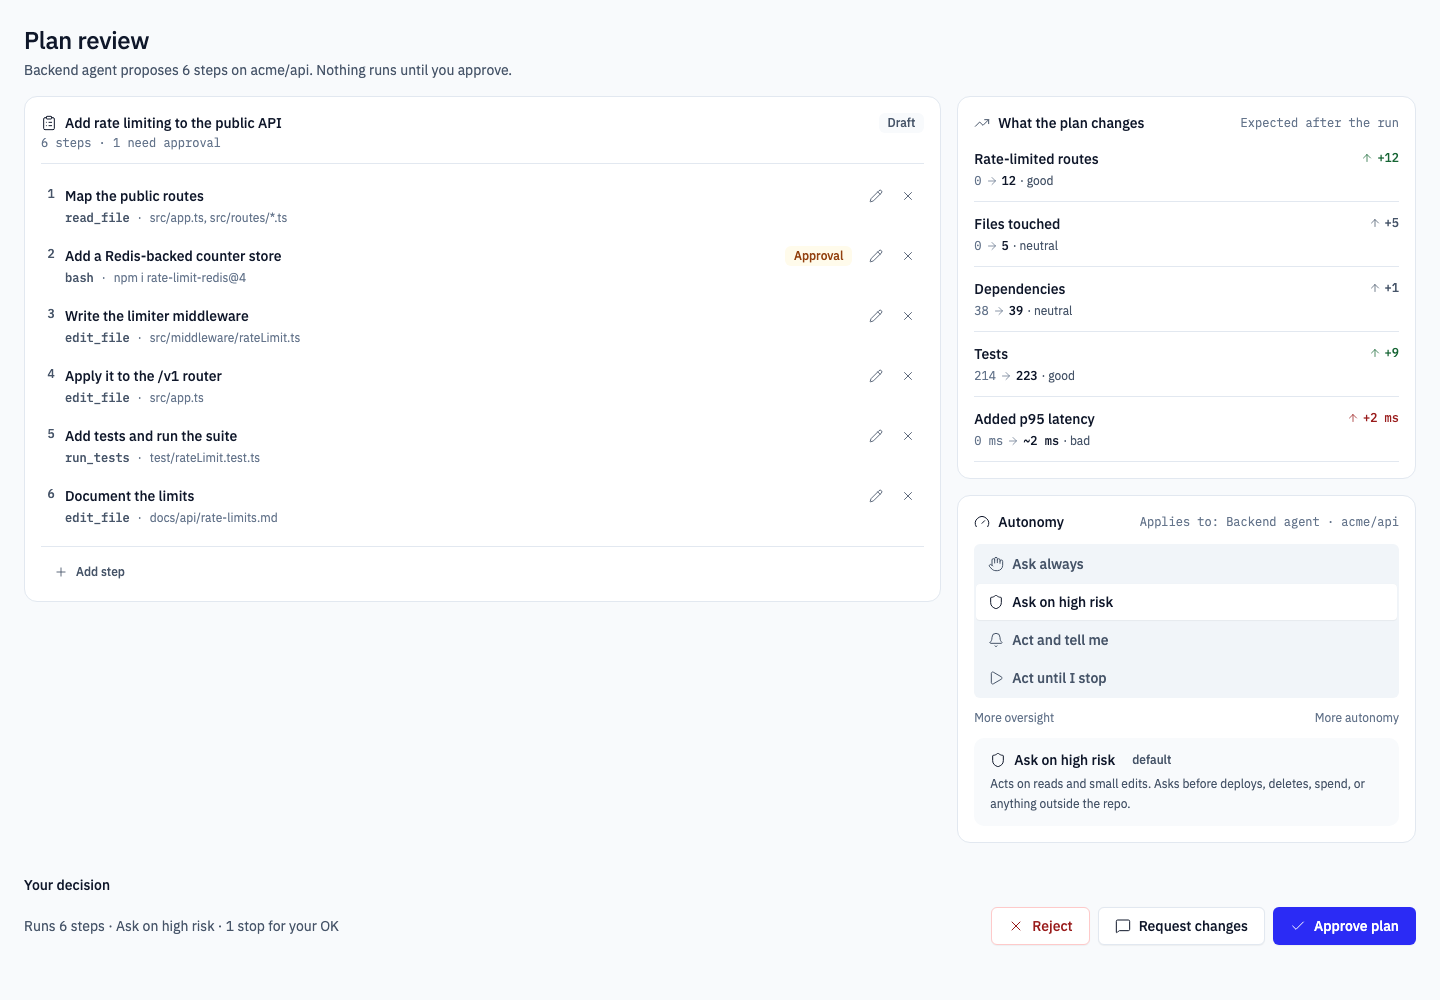 Plan review
Backend agent proposes 6 steps on acme/api. Nothing runs until you approve.
Add rate limiting to the public API
Draft
6 steps · 1 need approval
1 Map the public routes
read_file · src/app.ts, src/routes/*.ts
2 Add a Redis-backed counter store
Approval
bash · npm i rate-limit-redis@4
3 Write the limiter middleware
edit_file · src/middleware/rateLimit.ts
4 Apply it to the /v1 router
edit_file · src/app.ts
5 Add tests and run the suite
run_tests · test/rateLimit.test.ts
6 Document the limits
edit_file · docs/api/rate-limits.md
+ Add step
What the plan changes
Expected after the run
Rate-limited routes
↑ +12
0 → 12 · good
Files touched
↑ +5
0 → 5 · neutral
Dependencies
↑ +1
38 → 39 · neutral
Tests
↑ +9
214 → 223 · good
Added p95 latency
↑ +2 ms
0 ms → ~2 ms · bad
Autonomy
Applies to: Backend agent · acme/api
Ask always
Ask on high risk
Act and tell me
Act until I stop
More oversight
More autonomy
Ask on high risk default
Acts on reads and small edits. Asks before deploys, deletes, spend, or
anything outside the repo.
Your decision
Runs 6 steps · Ask on high risk · 1 stop for your OK
Reject
Request changes
Approve plan